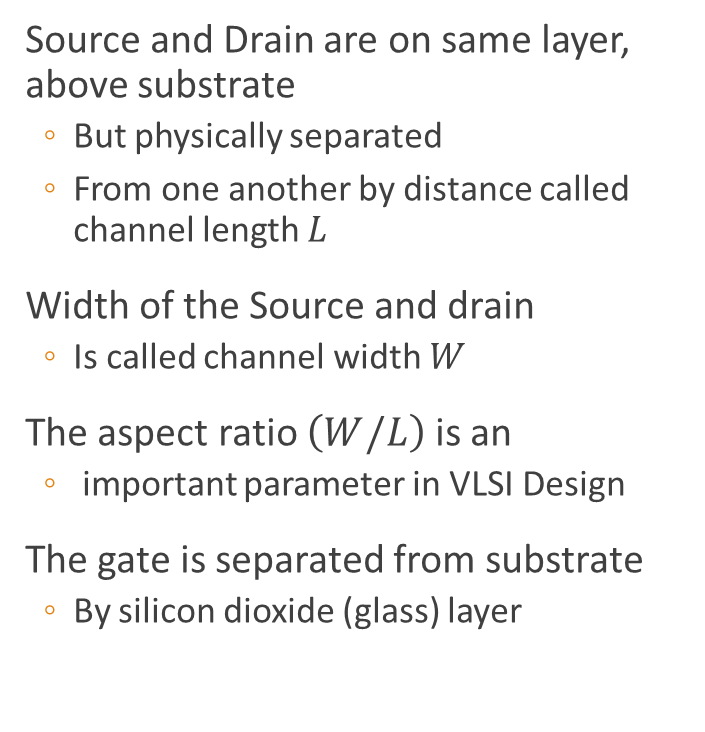 Source and Drain are on same layer,
above substrate
◦ But physically separated
◦ From one another by distance called
channel length L
Width of the Source and drain
◦ Is called channel width W
The aspect ratio (W/L) is an
◦ important parameter in VLSI Design
The gate is separated from substrate
◦ By silicon dioxide (glass) layer